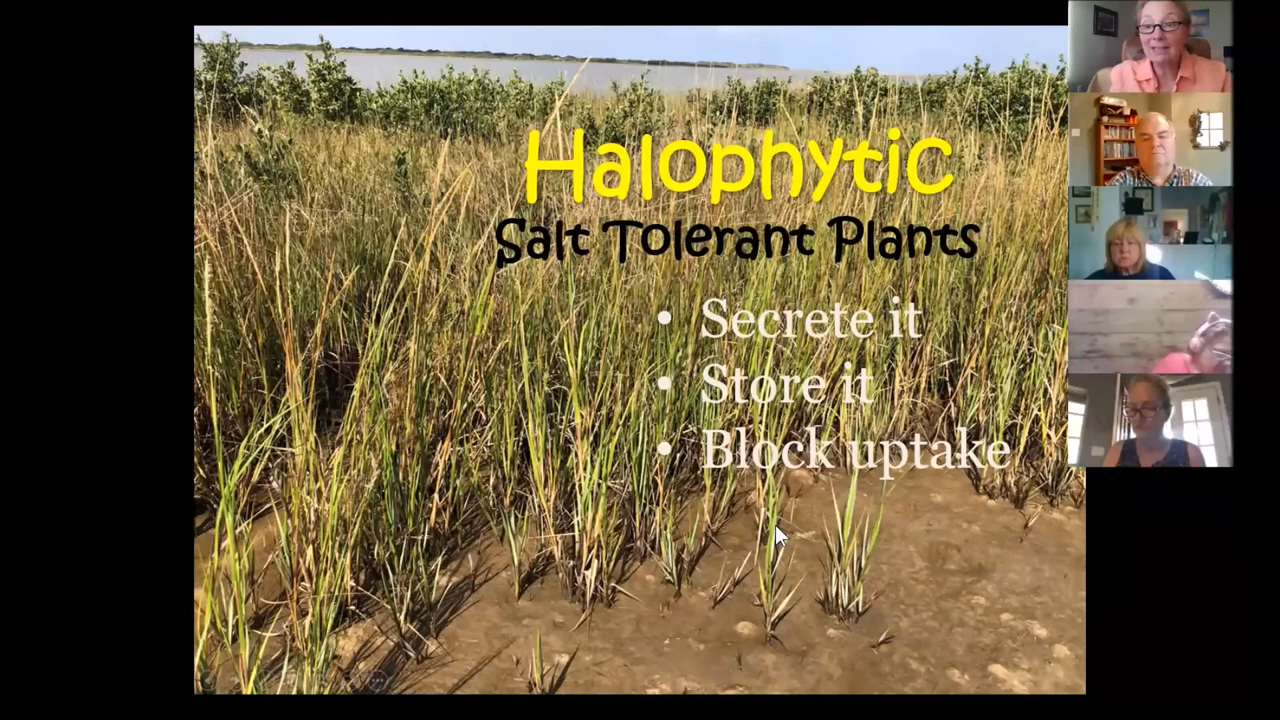 Halophytic
Salt Tolerant Plants
• Secrete it
• Store it
• Block uptake